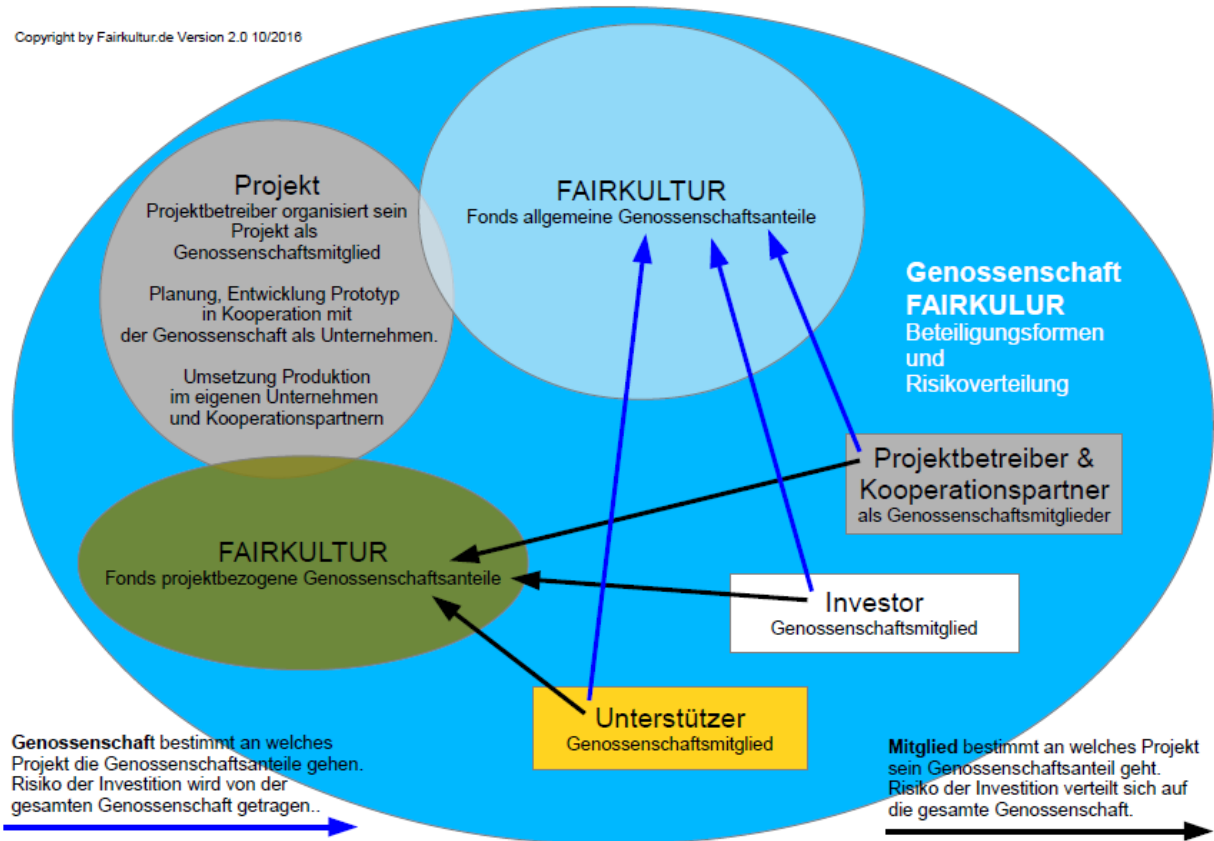 Copyright by Fairkultur.de Version 2.0 10/2016
Projekt
Projektbetreiber organisiert sein
Projekt als
Genossenschaftsmitglied
Planung, Entwicklung Prototyp
in Kooperation mit
der Genossenschaft als Unternehmen.
Umsetzung Produktion
im eigenen Unternehmen
und Kooperationspartnern
FAIRKULTUR
Fonds allgemeine Genossenschaftsanteile
Genossenschaft
FAIRKULUR
Beteiligungsformen
und
Risikoverteilung
Projektbetreiber &
Kooperationspartner
als Genossenschaftsmitglieder
FAIRKULTUR
Fonds projektbezogene Genossenschaftsanteile
Investor
Genossenschaftsmitglied
Unterstützer
Genossenschaftsmitglied
Genossenschaft bestimmt an welches
Projekt die Genossenschaftsanteile gehen.
Risiko der Investition wird von der
gesamten Genossenschaft getragen..
Mitglied bestimmt an welches Projekt
sein Genossenschaftsanteil geht.
Risiko der Investition verteilt sich auf
die gesamte Genossenschaft.